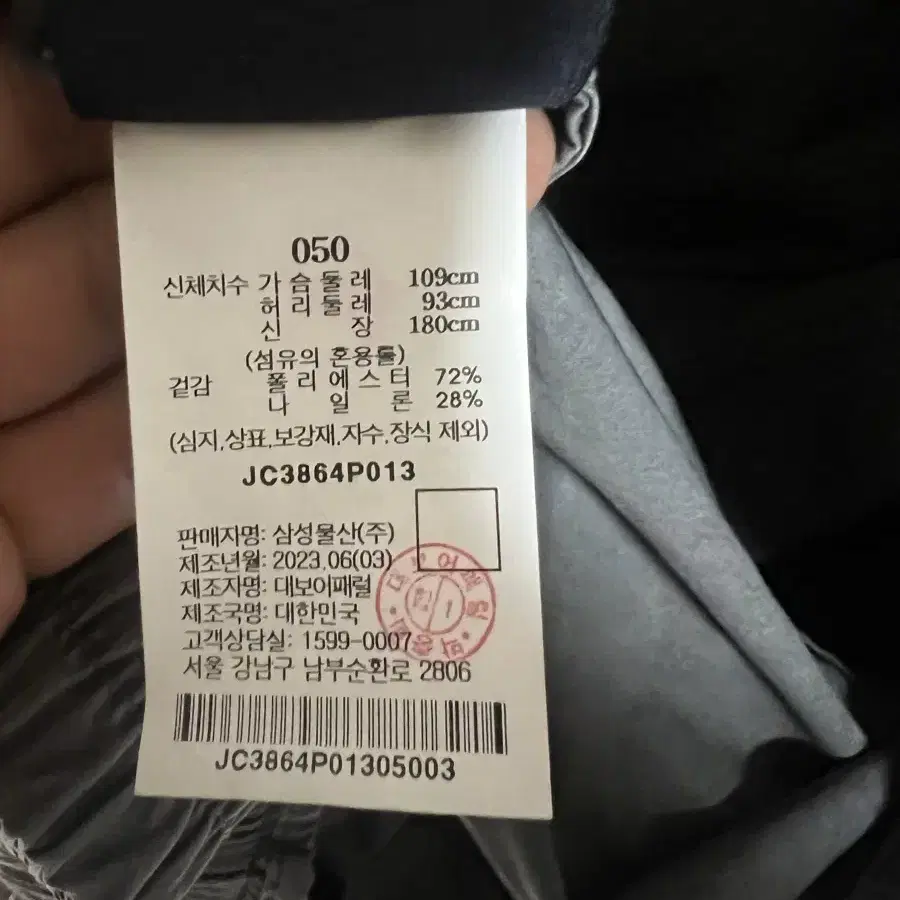 050
신체치수 가슴둘레 109cm
허리둘레 93cm
신 장 180cm
(섬유의 혼용률)
겉감 폴리에스터 72%
나 일 론 28%
(심지,상표,보강재,자수,장식 제외)
JC3864P013
판매자명: 삼성물산(주)
제조년월: 2023.06(03)
제조자명: 대보어패럴
제조국명: 대한민국
고객상담실: 1599-0007
서울 강남구 남부순환로 2806
JC3864P01305003
대보어패럴